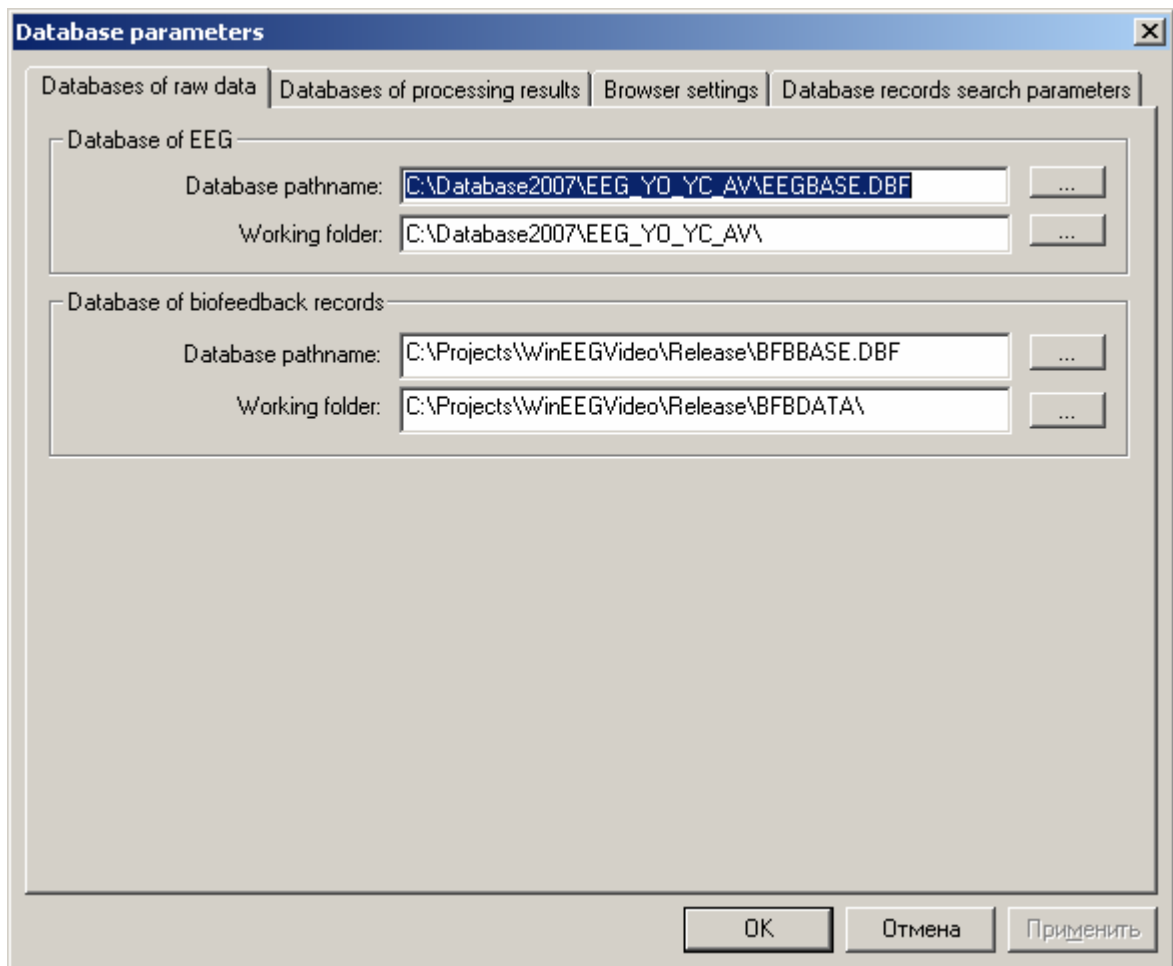 Database parameters
Databases of raw data Databases of processing results Browser settings Database records search parameters
Database of EEG
Database pathname: C:\Database2007\EEG_YO_YC_AV\EEGBASE.DBF ...
Working folder: C:\Database2007\EEG_YO_YC_AV\ ...
Database of biofeedback records
Database pathname: C:\Projects\WinEEGVideo\Release\BFBBASE.DBF ...
Working folder: C:\Projects\WinEEGVideo\Release\BFBDATA\ ...
OK Отмена Применить